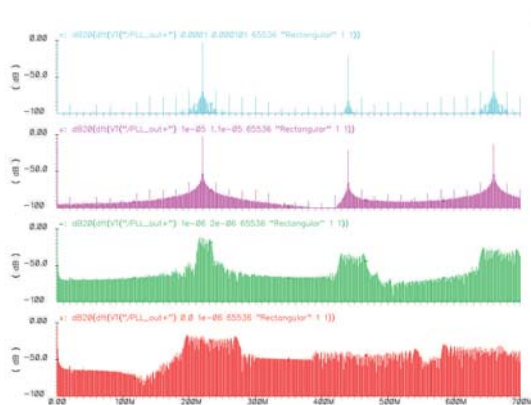 v: dB20(dft(VT("/PLL_out+") 0.0001 0.000101 65536 "Rectangular" 1 1))
0.00
( dB )
-50.0
-100
v: dB20(dft(VT("/PLL_out+") 1e-05 1.1e-05 65536 "Rectangular" 1 1))
0.00
( dB )
-50.0
-100
v: dB20(dft(VT("/PLL_out+") 1e-06 2e-06 65536 "Rectangular" 1 1))
0.00
( dB )
-50.0
-100
v: dB20(dft(VT("/PLL_out+") 0.0 1e-06 65536 "Rectangular" 1 1))
0.00
( dB )
-50.0
-100
0.00 100M 200M 300M 400M 500M 600M 700M